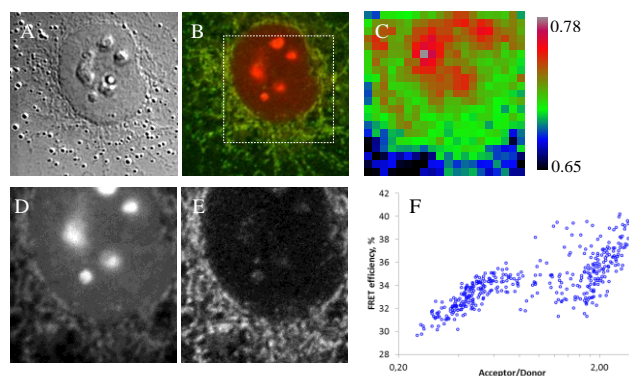 A
B
C
0.78
0.65
D
E
F
FRET efficiency, %
42
40
38
36
34
32
30
28
0,20
2,00
Acceptor/Donor